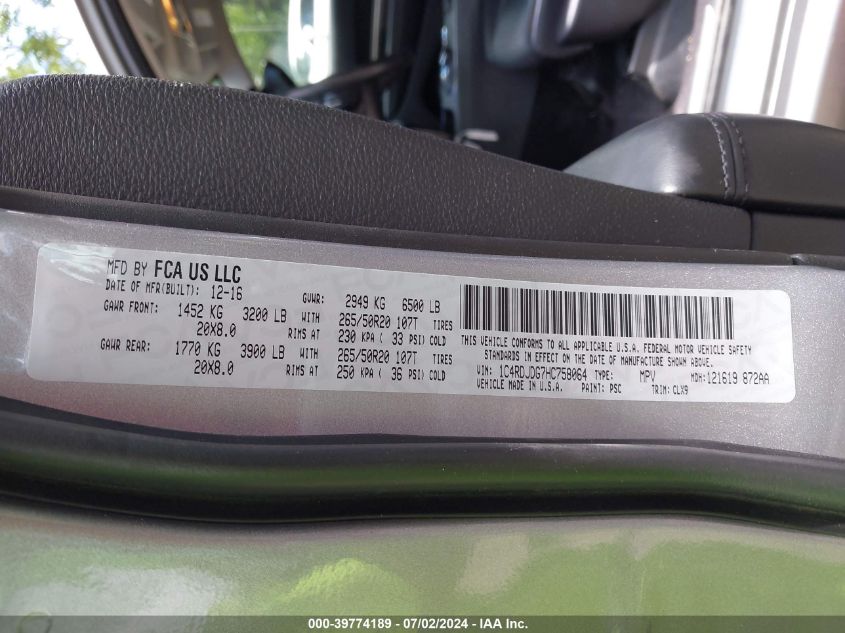 MFD BY FCA US LLC
DATE OF MFR(BUILT): 12-16 GVWR: 2949 KG 6500 LB
GAWR FRONT: 1452 KG 3200 LB WITH 265/50R20 107T TIRES
20X8.0 RIMS AT 230 KPA ( 33 PSI) COLD
GAWR REAR: 1770 KG 3900 LB WITH 265/50R20 107T TIRES
20X8.0 RIMS AT 250 KPA ( 36 PSI) COLD
THIS VEHICLE CONFORMS TO ALL APPLICABLE U.S.A. FEDERAL MOTOR VEHICLE SAFETY
STANDARDS IN EFFECT ON THE DATE OF MANUFACTURE SHOWN ABOVE.
VIN: 1C4RDJDG7HC758064 TYPE: MPV MDH:121619 872AA
VEHICLE MADE IN U.S.A. PAINT: PSC TRIM: CLX9
000-39774189 - 07/02/2024 - IAA Inc.